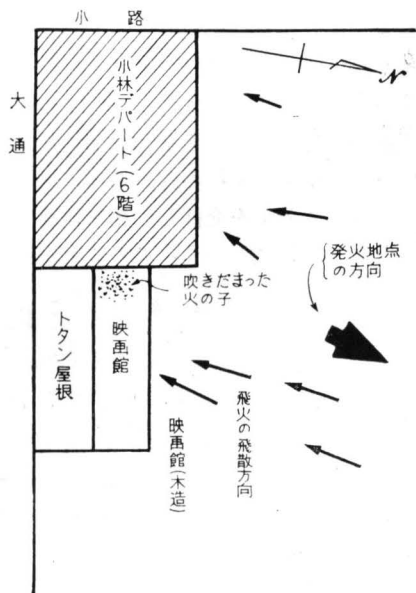 小路
大通
小林デパート(6階)
N
発火地点
の方向
吹きだまった
火の子
トタン屋根
映画館
飛火の飛散方向
映画館(木造)